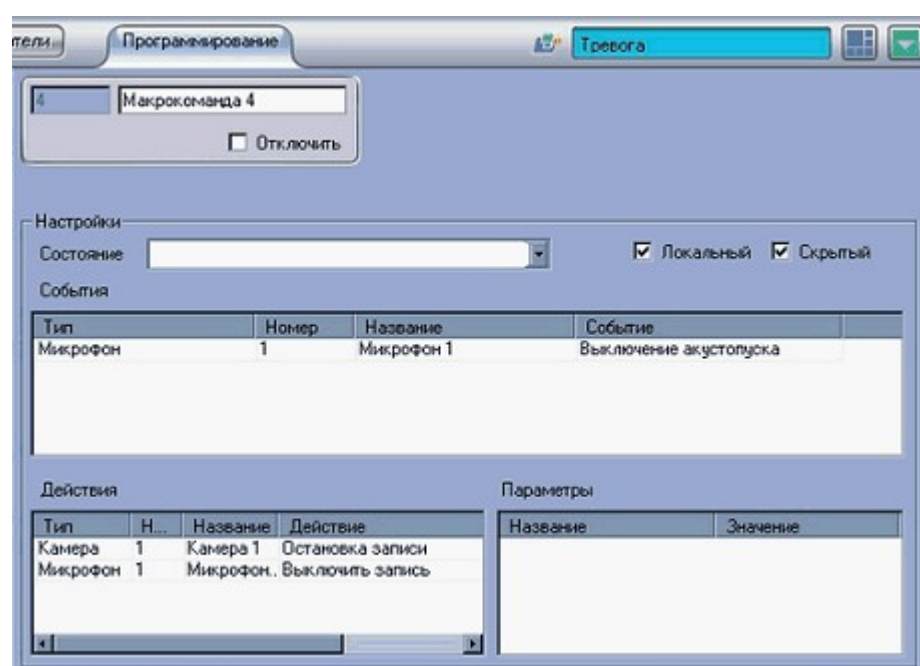 тели
Программирование
Тревога
4 Макрокоманда 4
Отключить
Настройки
Состояние Локальный Скрытый
События
Тип Номер Название Событие
Микрофон 1 Микрофон 1 Выключение акустопуска
Действия
Тип Н... Название Действие
Камера 1 Камера 1 Остановка записи
Микрофон 1 Микрофон.. Выключить запись
Параметры
Название Значение